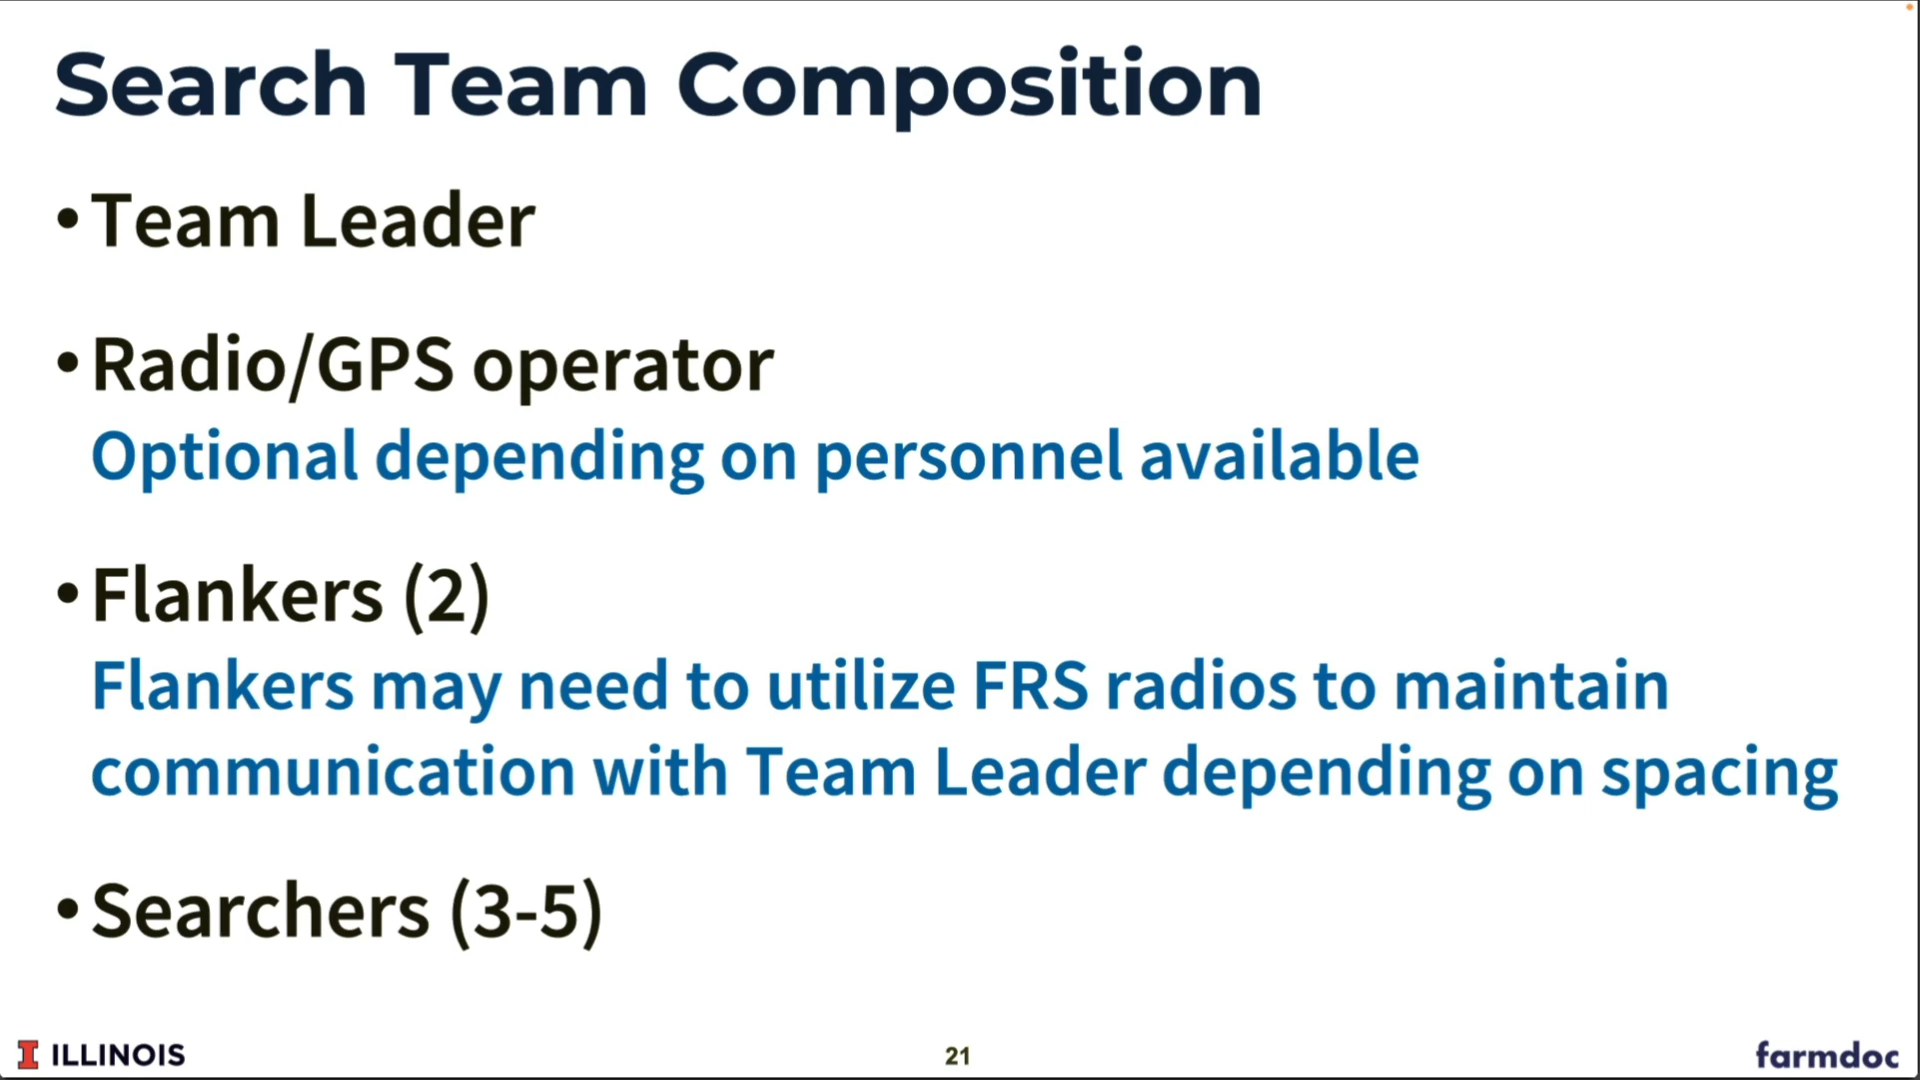 Search Team Composition
• Team Leader
• Radio/GPS operator
Optional depending on personnel available
• Flankers (2)
Flankers may need to utilize FRS radios to maintain
communication with Team Leader depending on spacing
• Searchers (3-5)
I ILLINOIS
21
farmdoc